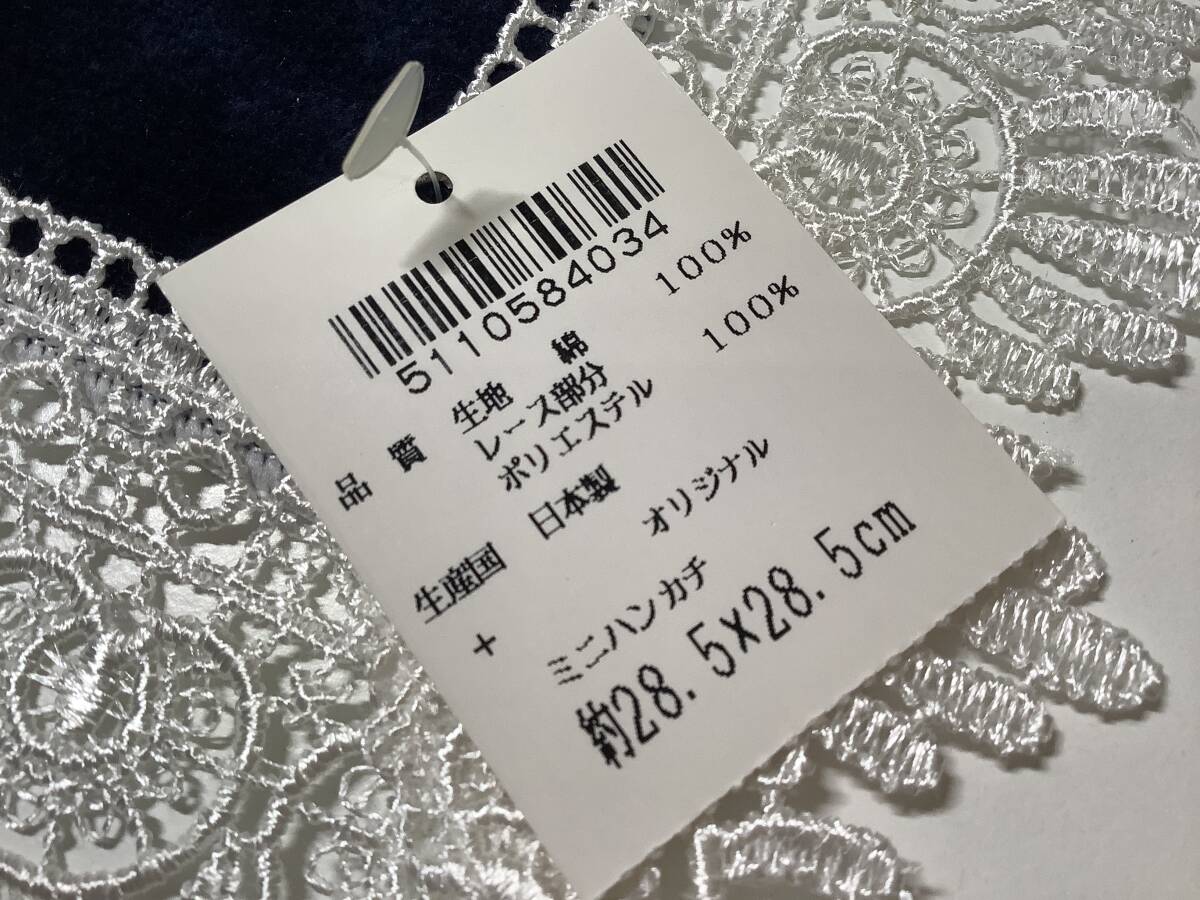 5110584034
品質 生地 綿 100%
レース部分
ポリエステル 100%
生産国 日本製
+ オリジナル
ミニハンカチ
約28.5×28.5cm